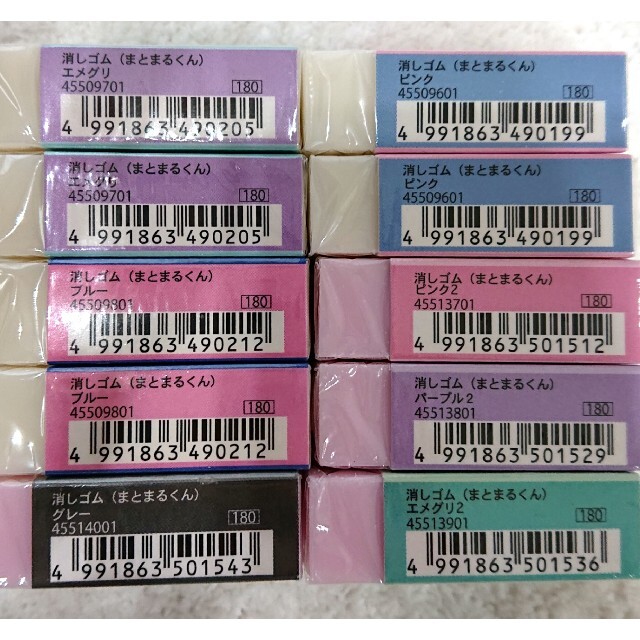 消しゴム（まとまるくん）
エメグリ
45509701 180
4 991863 490205
消しゴム（まとまるくん）
エメグリ
45509701 180
4 991863 490205
消しゴム（まとまるくん）
ブルー
45509801 180
4 991863 490212
消しゴム（まとまるくん）
ブルー
45509801 180
4 991863 490212
消しゴム（まとまるくん）
グレー
45514001 180
4 991863 501543
消しゴム（まとまるくん）
ピンク
45509601 180
4 991863 490199
消しゴム（まとまるくん）
ピンク
45509601 180
4 991863 490199
消しゴム（まとまるくん）
ピンク2
45513701 180
4 991863 501512
消しゴム（まとまるくん）
パープル2
45513801 180
4 991863 501529
消しゴム（まとまるくん）
エメグリ2
45513901 180
4 991863 501536